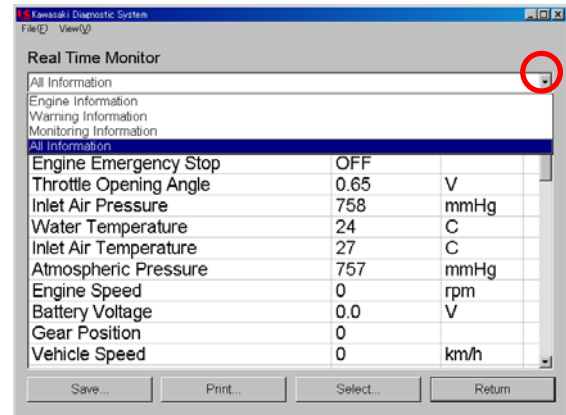 Kawasaki Diagnostic System
File(F) View(V)
Real Time Monitor
All Information
Engine Information
Warning Information
Monitoring Information
All Information
Engine Emergency Stop OFF
Throttle Opening Angle 0.65 V
Inlet Air Pressure 758 mmHg
Water Temperature 24 C
Inlet Air Temperature 27 C
Atmospheric Pressure 757 mmHg
Engine Speed 0 rpm
Battery Voltage 0.0 V
Gear Position 0
Vehicle Speed 0 km/h
Save... Print... Select... Return